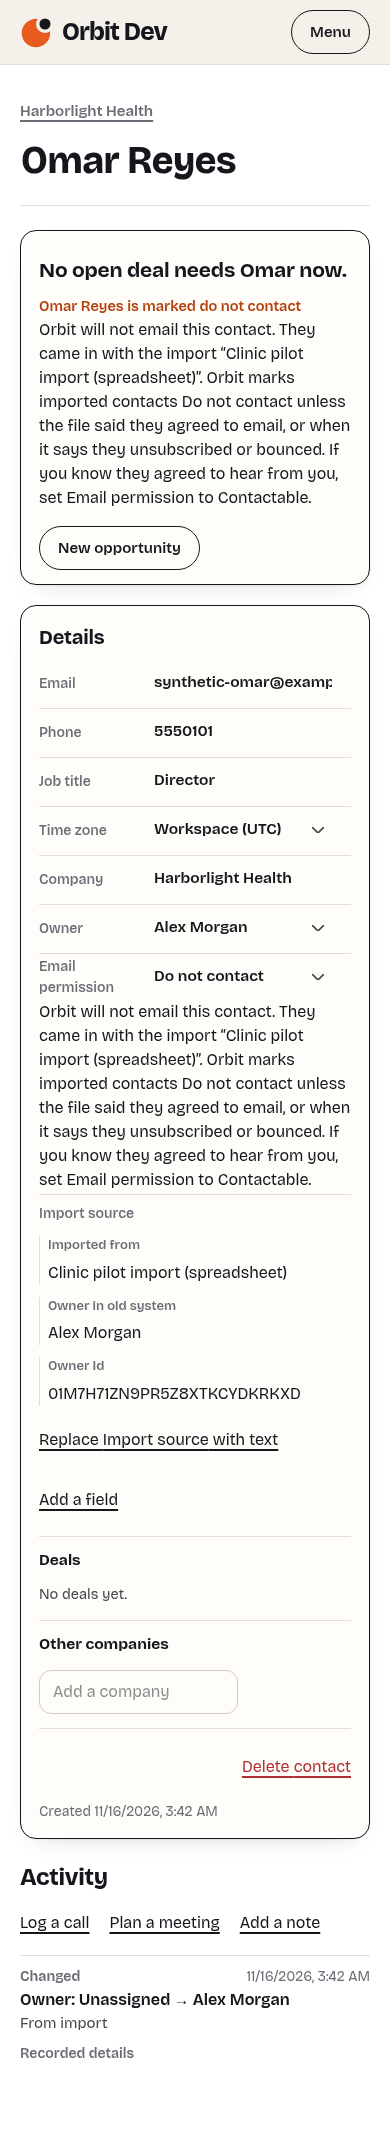 Orbit Dev
Menu
Harborlight Health
Omar Reyes
No open deal needs Omar now.
Omar Reyes is marked do not contact
Orbit will not email this contact. They
came in with the import “Clinic pilot
import (spreadsheet)”. Orbit marks
imported contacts Do not contact unless
the file said they agreed to email, or when
it says they unsubscribed or bounced. If
you know they agreed to hear from you,
set Email permission to Contactable.
New opportunity
Details
Email synthetic-omar@examp
Phone 5550101
Job title Director
Time zone Workspace (UTC)
Company Harborlight Health
Owner Alex Morgan
Email
permission Do not contact
Orbit will not email this contact. They
came in with the import “Clinic pilot
import (spreadsheet)”. Orbit marks
imported contacts Do not contact unless
the file said they agreed to email, or when
it says they unsubscribed or bounced. If
you know they agreed to hear from you,
set Email permission to Contactable.
Import source
Imported from
Clinic pilot import (spreadsheet)
Owner in old system
Alex Morgan
Owner Id
01M7H71ZN9PR5Z8XTKCYDKRKXD
Replace Import source with text
Add a field
Deals
No deals yet.
Other companies
Add a company
Delete contact
Created 11/16/2026, 3:42 AM
Activity
Log a call Plan a meeting Add a note
Changed 11/16/2026, 3:42 AM
Owner: Unassigned → Alex Morgan
From import
Recorded details